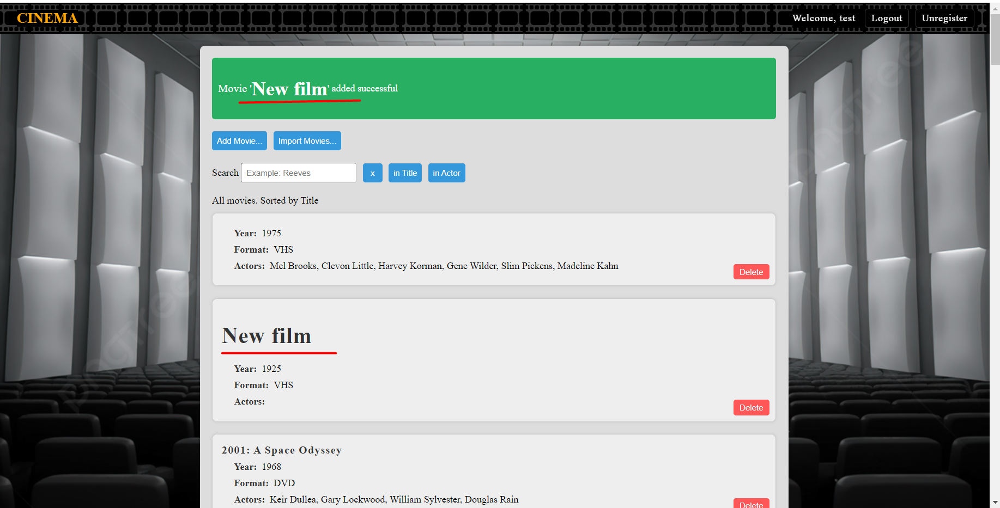 CINEMA
Welcome, test Logout Unregister
Movie 'New film' added successful
Add Movie... Import Movies...
Search Example: Reeves x in Title in Actor
All movies. Sorted by Title
Year: 1975
Format: VHS
Actors: Mel Brooks, Clevon Little, Harvey Korman, Gene Wilder, Slim Pickens, Madeline Kahn
Delete
New film
Year: 1925
Format: VHS
Actors:
Delete
2001: A Space Odyssey
Year: 1968
Format: DVD
Actors: Keir Dullea, Gary Lockwood, William Sylvester, Douglas Rain
Delete
pngtree
pngtree